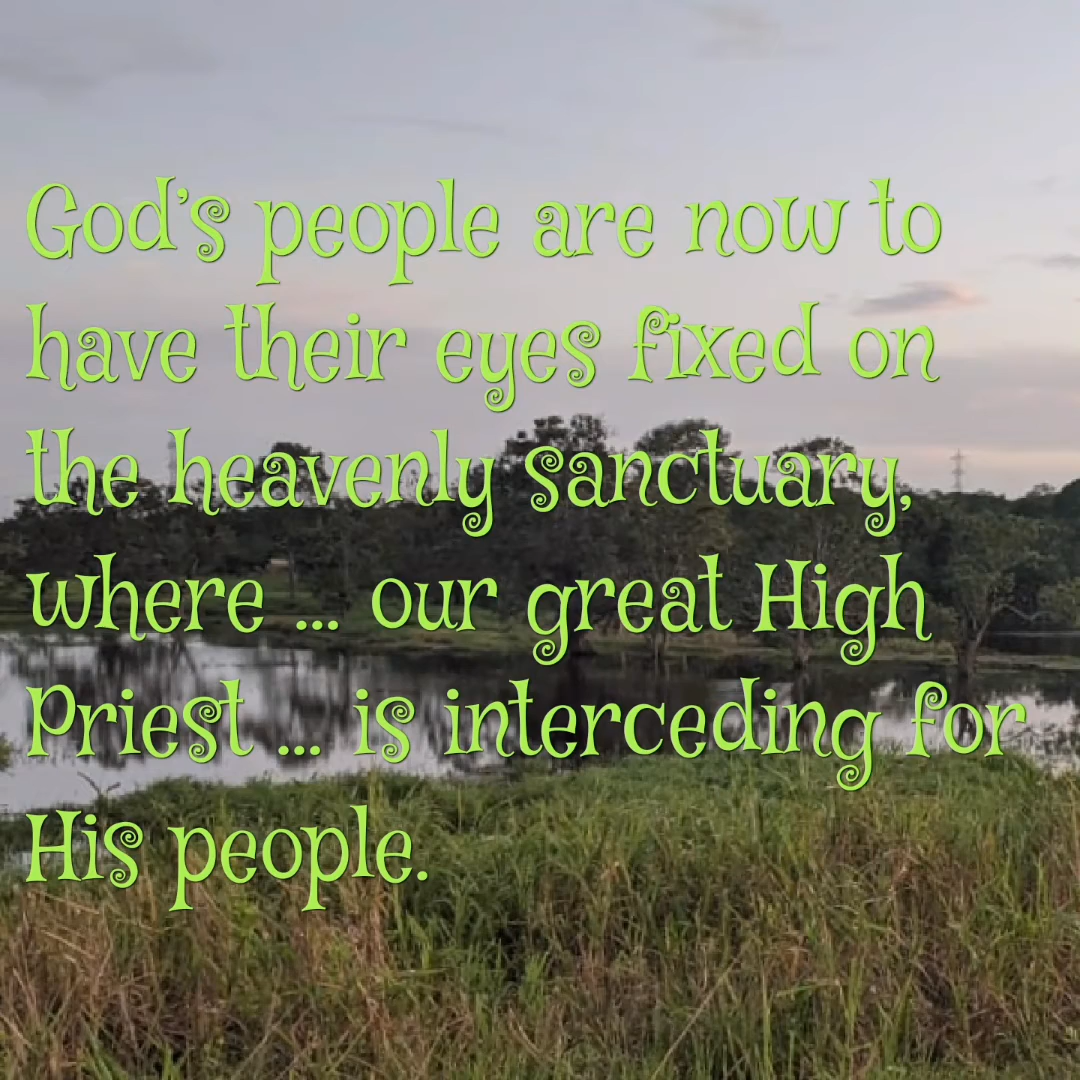 God's people are now to
have their eyes fixed on
the heavenly sanctuary,
where ... our great High
Priest ... is interceding for
His people.